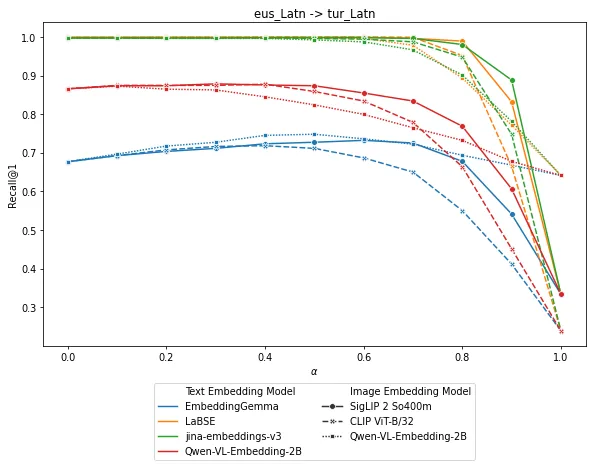 eus_Latn -> tur_Latn
1.0
0.9
0.8
0.7
0.6
0.5
0.4
0.3
Recall@1
0.0 0.2 0.4 0.6 0.8 1.0
α
Text Embedding Model Image Embedding Model
EmbeddingGemma SigLIP 2 So400m
LaBSE CLIP ViT-B/32
jina-embeddings-v3 Qwen-VL-Embedding-2B
Qwen-VL-Embedding-2B